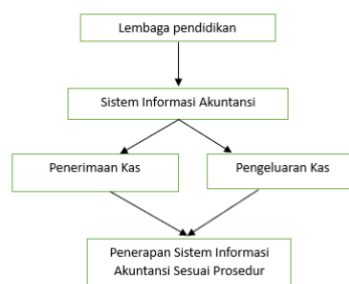 Lembaga pendidikan
Sistem Informasi Akuntansi
Penerimaan Kas
Pengeluaran Kas
Penerapan Sistem Informasi
Akuntansi Sesuai Prosedur